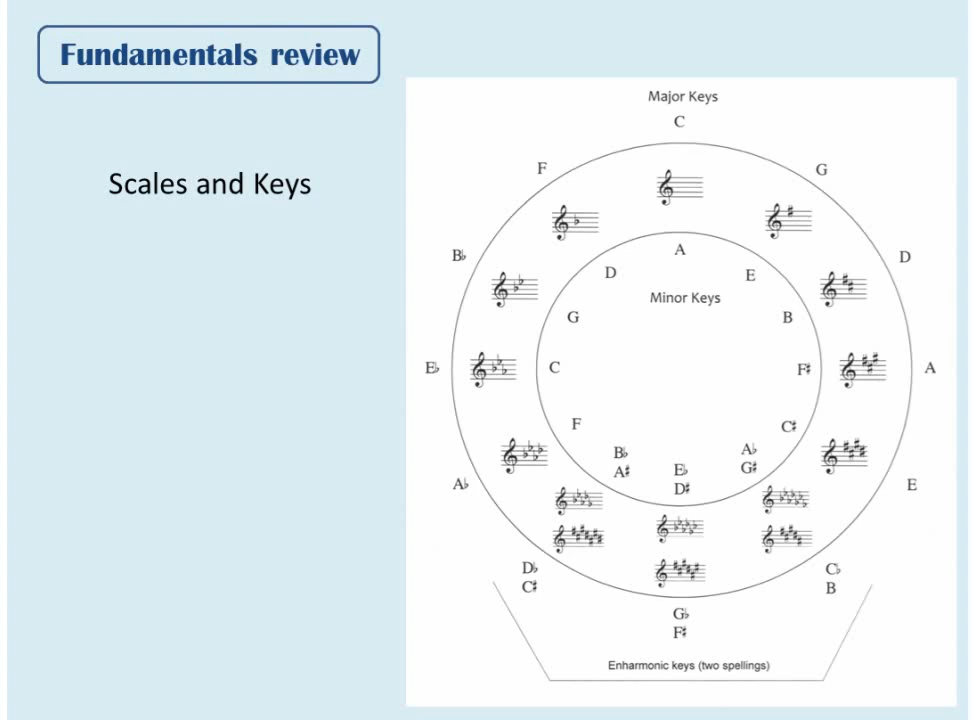 Fundamentals review
Scales and Keys
Major Keys
C
F
G
B♭
D
E♭
A
A♭
E
D♭
C♯
C♭
B
G♭
F♯
A
D
E
Minor Keys
G
B
C
F♯
F
C♯
B♭
A♯
A♭
G♯
E♭
D♯
Enharmonic keys (two spellings)